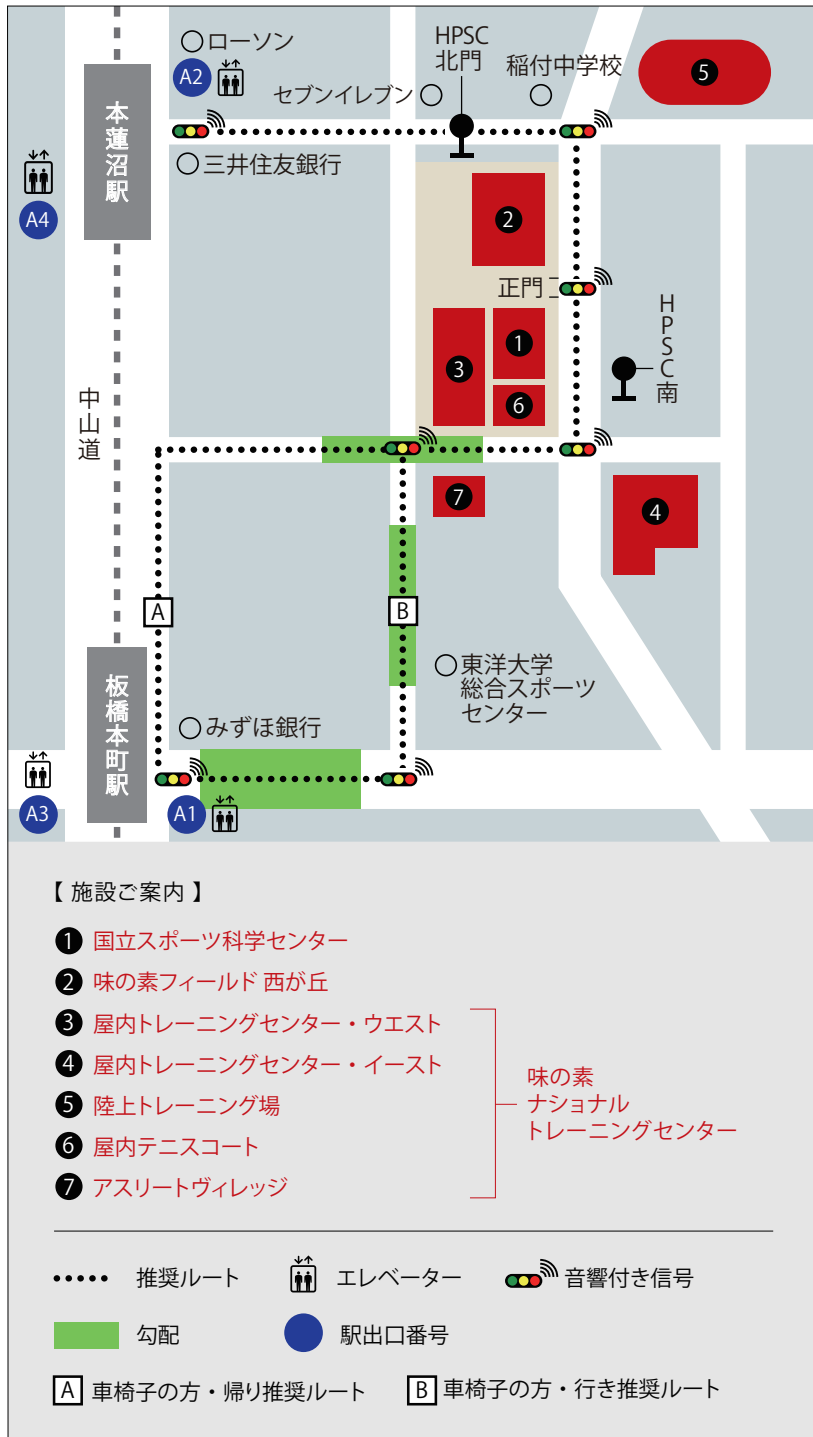 ローソン
A2
HPSC
北門
稲付中学校
セブンイレブン
5
本蓮沼駅
三井住友銀行
A4
2
正門
HPSC南
1
3
6
中山道
7
4
A
B
東洋大学
総合スポーツ
センター
板橋本町駅
みずほ銀行
A3
A1
【 施設ご案内 】
1 国立スポーツ科学センター
2 味の素フィールド 西が丘
3 屋内トレーニングセンター・ウエスト
4 屋内トレーニングセンター・イースト
5 陸上トレーニング場
6 屋内テニスコート
7 アスリートヴィレッジ
味の素
ナショナル
トレーニングセンター
推奨ルート
エレベーター
音響付き信号
勾配
駅出口番号
A 車椅子の方・帰り推奨ルート
B 車椅子の方・行き推奨ルート